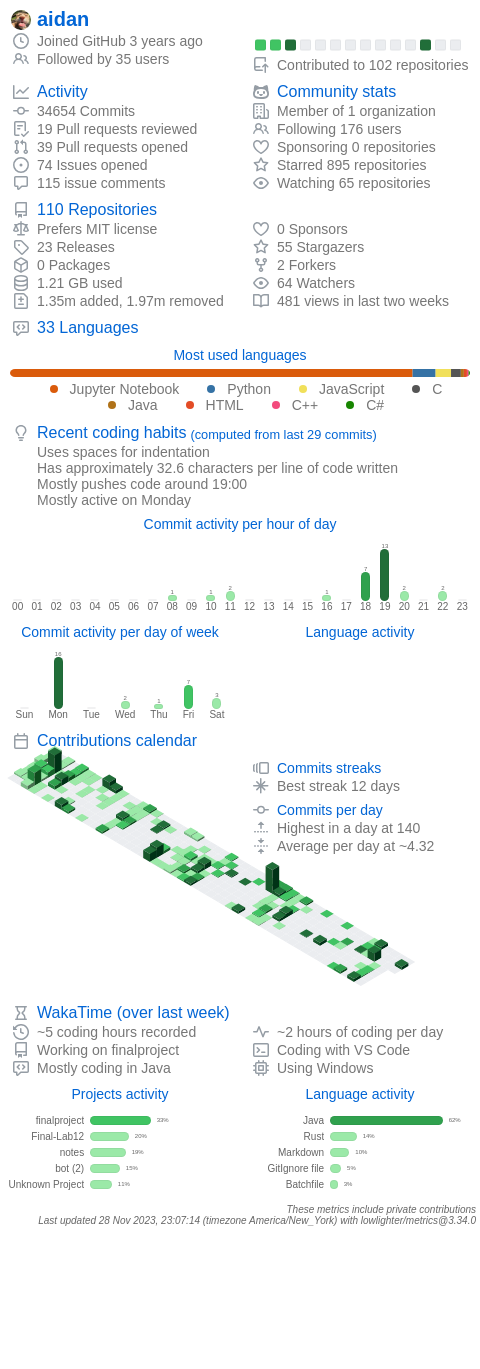 aidan
Joined GitHub 3 years ago
Followed by 35 users
Contributed to 102 repositories
Activity
34654 Commits
19 Pull requests reviewed
39 Pull requests opened
74 Issues opened
115 issue comments
Community stats
Member of 1 organization
Following 176 users
Sponsoring 0 repositories
Starred 895 repositories
Watching 65 repositories
110 Repositories
Prefers MIT license
23 Releases
0 Packages
1.21 GB used
1.35m added, 1.97m removed
0 Sponsors
55 Stargazers
2 Forkers
64 Watchers
481 views in last two weeks
33 Languages
Most used languages
Jupyter Notebook Python JavaScript C
Java HTML C++ C#
Recent coding habits (computed from last 29 commits)
Uses spaces for indentation
Has approximately 32.6 characters per line of code written
Mostly pushes code around 19:00
Mostly active on Monday
Commit activity per hour of day
1 1 2 1 7 13 2 2
00 01 02 03 04 05 06 07 08 09 10 11 12 13 14 15 16 17 18 19 20 21 22 23
Commit activity per day of week
16 2 1 7 3
Sun Mon Tue Wed Thu Fri Sat
Language activity
Contributions calendar
Commits streaks
Best streak 12 days
Commits per day
Highest in a day at 140
Average per day at ~4.32
WakaTime (over last week)
~5 coding hours recorded
Working on finalproject
Mostly coding in Java
~2 hours of coding per day
Coding with VS Code
Using Windows
Projects activity
finalproject 33%
Final-Lab12 20%
notes 19%
bot (2) 15%
Unknown Project 11%
Language activity
Java 62%
Rust 14%
Markdown 10%
GitIgnore file 5%
Batchfile 3%
These metrics include private contributions
Last updated 28 Nov 2023, 23:07:14 (timezone America/New_York) with lowlighter/metrics@3.34.0